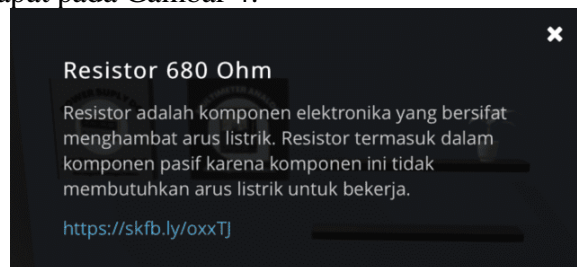 Resistor 680 Ohm
Resistor adalah komponen elektronika yang bersifat
menghambat arus listrik. Resistor termasuk dalam
komponen pasif karena komponen ini tidak
membutuhkan arus listrik untuk bekerja.
https://skfb.ly/oxxTJ